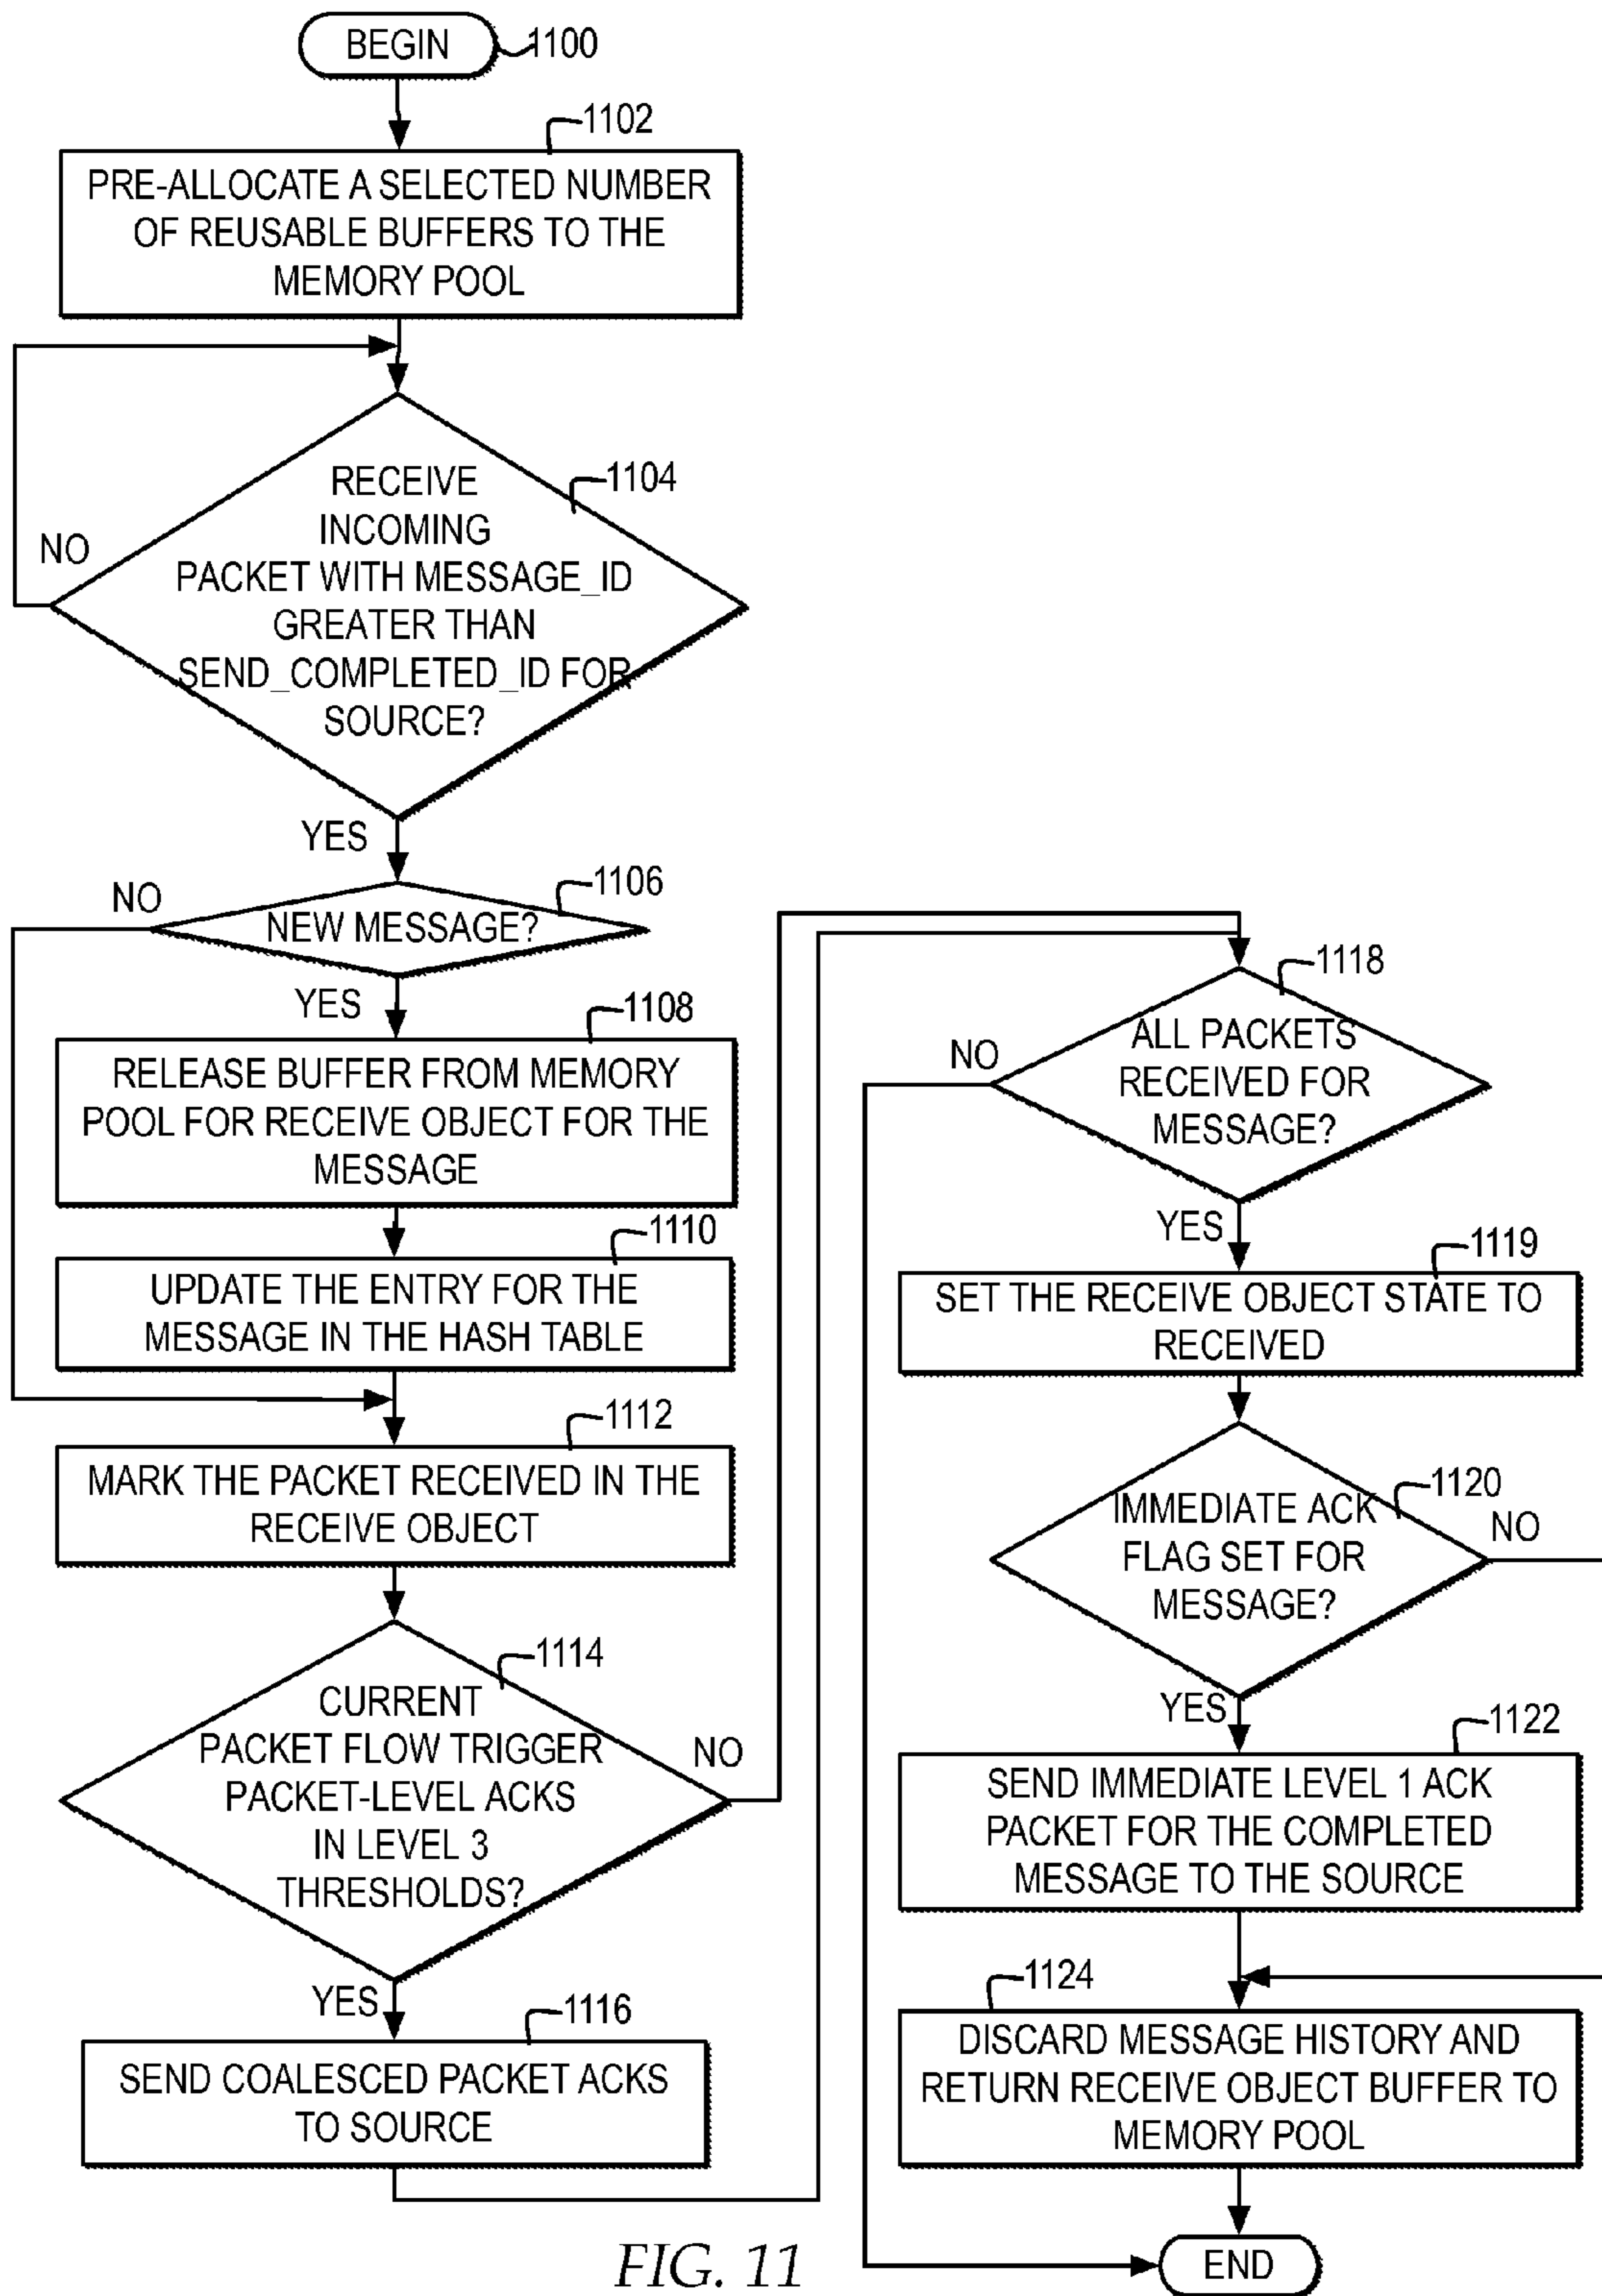 BEGIN
1100
1102
PRE-ALLOCATE A SELECTED NUMBER
OF REUSABLE BUFFERS TO THE
MEMORY POOL
1104
RECEIVE
INCOMING
PACKET WITH MESSAGE_ID
GREATER THAN
SEND_COMPLETED_ID FOR
SOURCE?
NO
YES
1106
NEW MESSAGE?
NO
YES
1108
RELEASE BUFFER FROM MEMORY
POOL FOR RECEIVE OBJECT FOR THE
MESSAGE
1110
UPDATE THE ENTRY FOR THE
MESSAGE IN THE HASH TABLE
1112
MARK THE PACKET RECEIVED IN THE
RECEIVE OBJECT
1114
CURRENT
PACKET FLOW TRIGGER
PACKET-LEVEL ACKS
IN LEVEL 3
THRESHOLDS?
NO
YES
1116
SEND COALESCED PACKET ACKS
TO SOURCE
1118
ALL PACKETS
RECEIVED FOR
MESSAGE?
NO
YES
1119
SET THE RECEIVE OBJECT STATE TO
RECEIVED
1120
IMMEDIATE ACK
FLAG SET FOR
MESSAGE?
NO
YES
1122
SEND IMMEDIATE LEVEL 1 ACK
PACKET FOR THE COMPLETED
MESSAGE TO THE SOURCE
1124
DISCARD MESSAGE HISTORY AND
RETURN RECEIVE OBJECT BUFFER TO
MEMORY POOL
END
FIG. 11